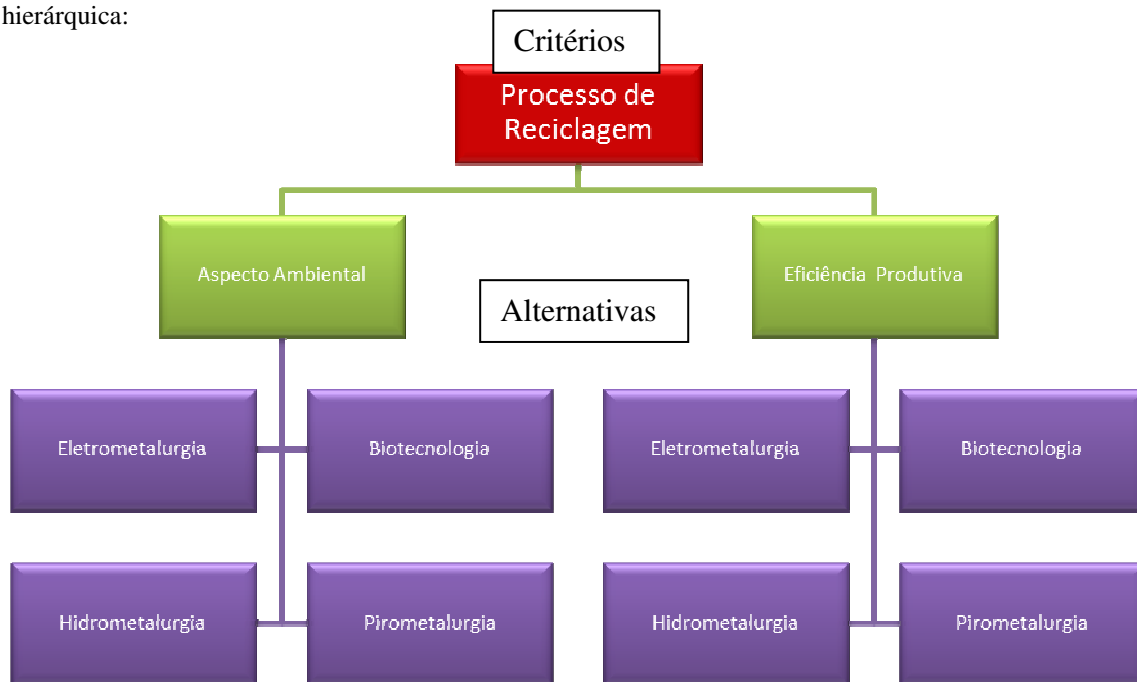 hierárquica:
Critérios
Processo de
Reciclagem
Aspecto Ambiental
Eficiência Produtiva
Alternativas
Eletrometalurgia
Biotecnologia
Eletrometalurgia
Biotecnologia
Hidrometalurgia
Pirometalurgia
Hidrometalurgia
Pirometalurgia